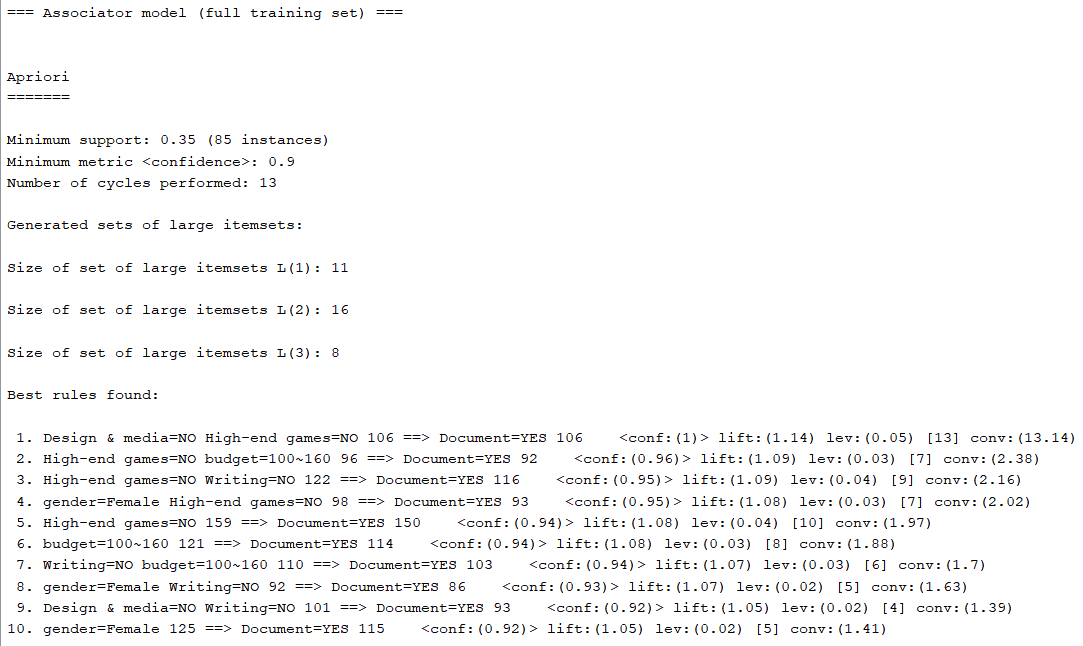 === Associator model (full training set) ===
Apriori
=======
Minimum support: 0.35 (85 instances)
Minimum metric <confidence>: 0.9
Number of cycles performed: 13
Generated sets of large itemsets:
Size of set of large itemsets L(1): 11
Size of set of large itemsets L(2): 16
Size of set of large itemsets L(3): 8
Best rules found:
1. Design & media=NO High-end games=NO 106 ==> Document=YES 106    <conf:(1)> lift:(1.14) lev:(0.05) [13] conv:(13.14)
2. High-end games=NO budget=100~160 96 ==> Document=YES 92    <conf:(0.96)> lift:(1.09) lev:(0.03) [7] conv:(2.38)
3. High-end games=NO Writing=NO 122 ==> Document=YES 116    <conf:(0.95)> lift:(1.09) lev:(0.04) [9] conv:(2.16)
4. gender=Female High-end games=NO 98 ==> Document=YES 93    <conf:(0.95)> lift:(1.08) lev:(0.03) [7] conv:(2.02)
5. High-end games=NO 159 ==> Document=YES 150    <conf:(0.94)> lift:(1.08) lev:(0.04) [10] conv:(1.97)
6. budget=100~160 121 ==> Document=YES 114    <conf:(0.94)> lift:(1.08) lev:(0.03) [8] conv:(1.88)
7. Writing=NO budget=100~160 110 ==> Document=YES 103    <conf:(0.94)> lift:(1.07) lev:(0.03) [6] conv:(1.7)
8. gender=Female Writing=NO 92 ==> Document=YES 86    <conf:(0.93)> lift:(1.07) lev:(0.02) [5] conv:(1.63)
9. Design & media=NO Writing=NO 101 ==> Document=YES 93    <conf:(0.92)> lift:(1.05) lev:(0.02) [4] conv:(1.39)
10. gender=Female 125 ==> Document=YES 115    <conf:(0.92)> lift:(1.05) lev:(0.02) [5] conv:(1.41)